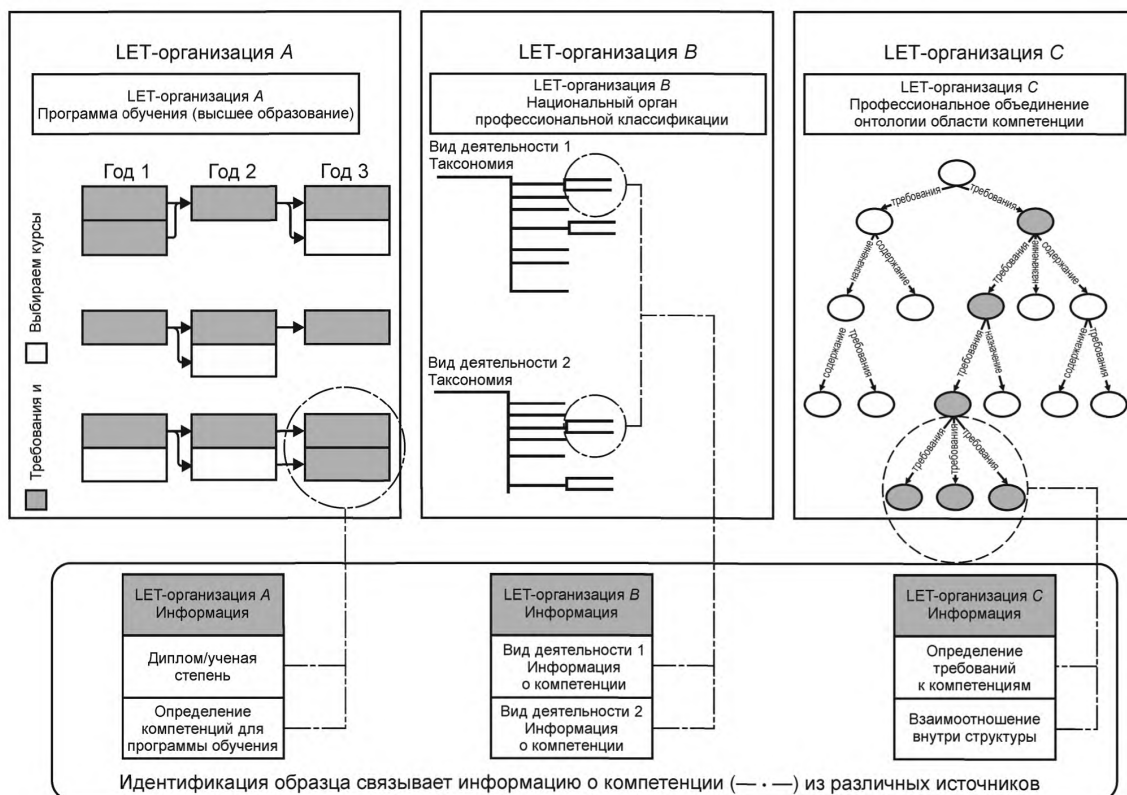 LET-организация A
LET-организация A
Программа обучения (высшее образование)
Год 1
Год 2
Год 3
Выбираем курсы
Требования и
LET-организация B
LET-организация B
Национальный орган
профессиональной классификации
Вид деятельности 1
Таксономия
Вид деятельности 2
Таксономия
LET-организация C
LET-организация C
Профессиональное объединение
онтологии области компетенции
требования
требования
назначение
содержание
требования
назначение
содержание
содержание
требования
требования
назначение
содержание
требования
требования
требования
требования
LET-организация A
Информация
Диплом/ученая
степень
Определение
компетенций для
программы обучения
LET-организация B
Информация
Вид деятельности 1
Информация
о компетенции
Вид деятельности 2
Информация
о компетенции
LET-организация C
Информация
Определение
требований
к компетенциям
Взаимоотношение
внутри структуры
Идентификация образца связывает информацию о компетенции (— · —) из различных источников